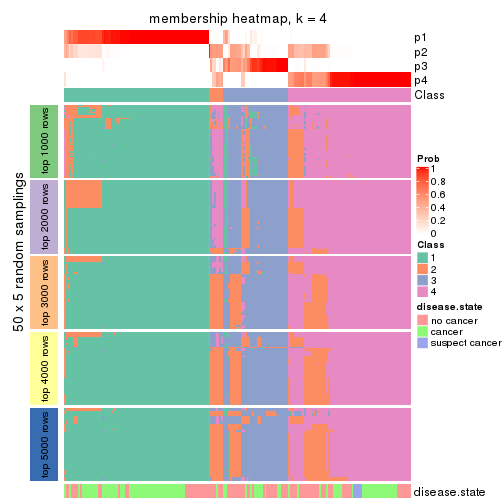 membership heatmap, k = 4
p1
p2
p3
p4
Class
50 x 5 random samplings
top 1000 rows
top 2000 rows
top 3000 rows
top 4000 rows
top 5000 rows
Prob
1
0.8
0.6
0.4
0.2
0
Class
1
2
3
4
disease.state
no cancer
cancer
suspect cancer
disease.state